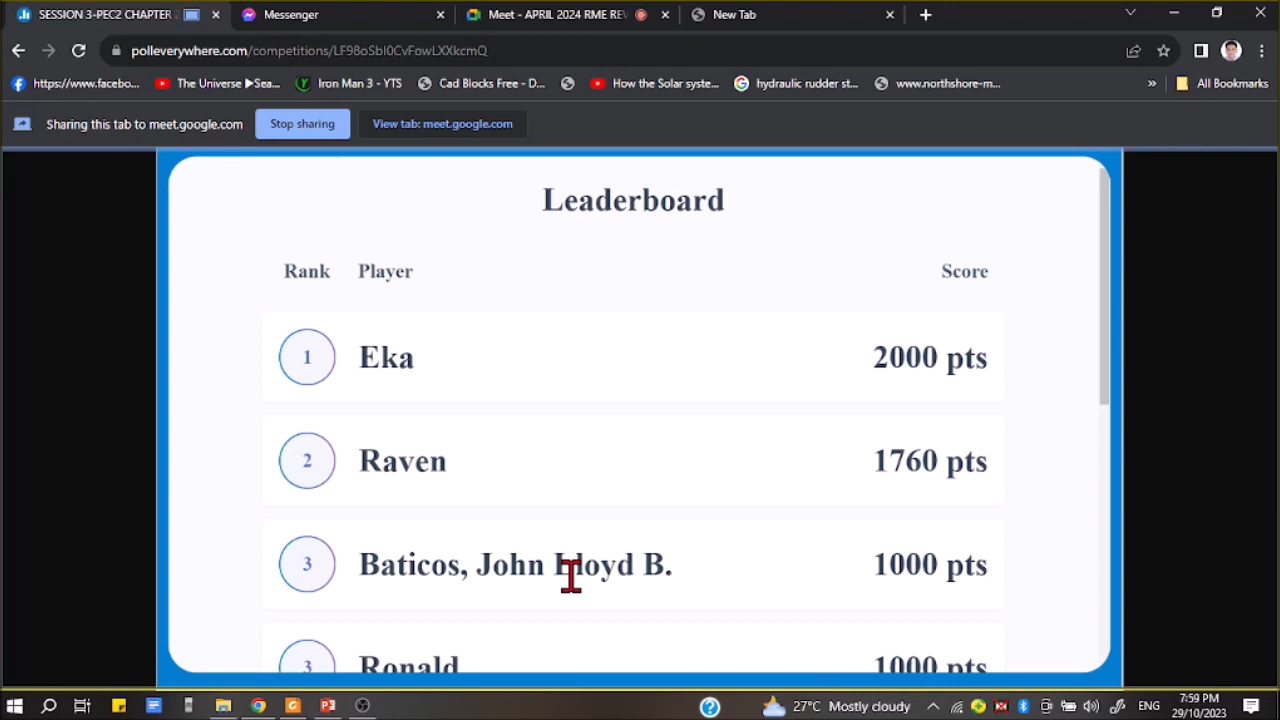 SESSION 3-PEC2 CHAPTER
Messenger
Meet - APRIL 2024 RME REV
New Tab
polleverywhere.com/competitions/LF98oSbI0CvFowLXXkcmQ
https://www.facebo...
The Universe ▶Sea...
Iron Man 3 - YTS
Cad Blocks Free - D...
How the Solar syste...
hydraulic rudder st...
www.northshore-m...
»
All Bookmarks
Sharing this tab to meet.google.com
Stop sharing
View tab: meet.google.com
Leaderboard
Rank Player Score
1 Eka 2000 pts
2 Raven 1760 pts
3 Baticos, John Lloyd B. 1000 pts
3 Ronald 1000 pts
27°C Mostly cloudy
ENG
7:59 PM
29/10/2023